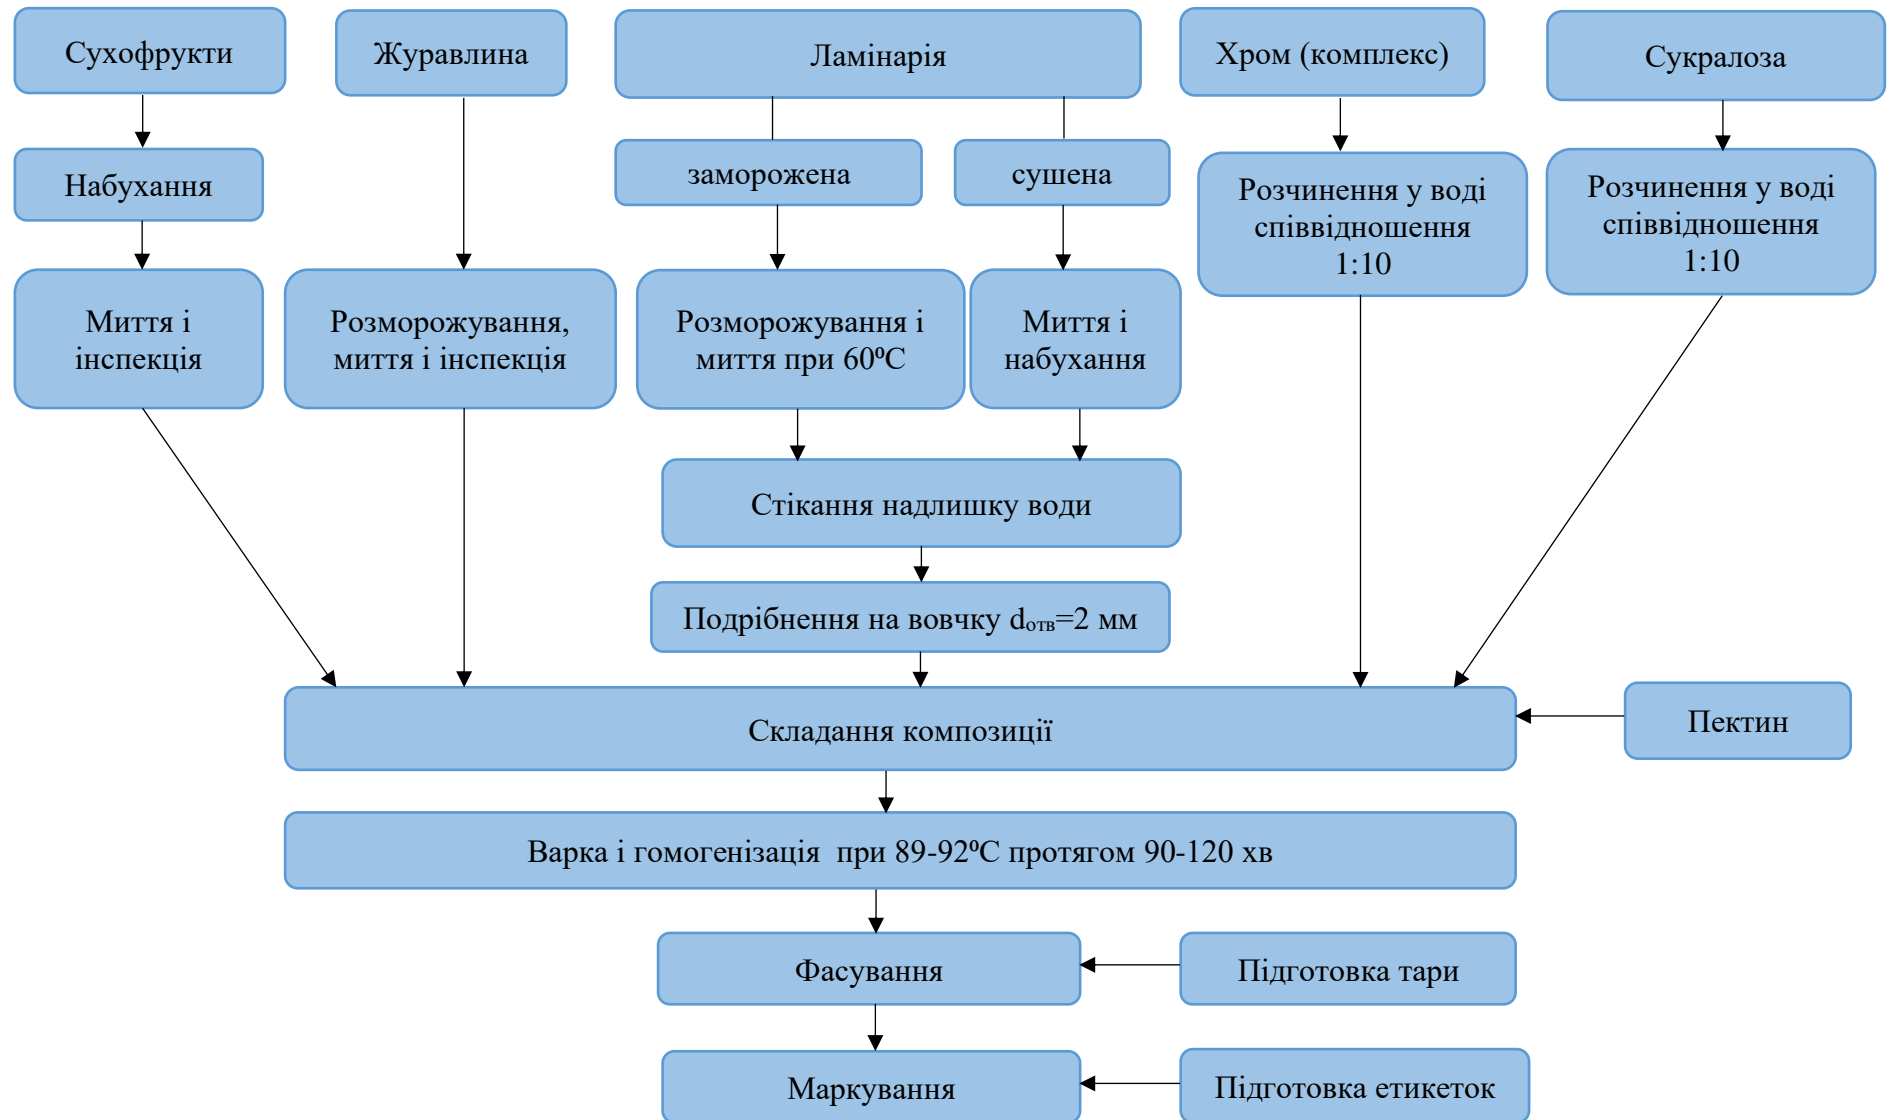 Сухофрукти
Журавлина
Ламінарія
Хром (комплекс)
Сукралоза
Набухання
заморожена
сушена
Розчинення у воді
співвідношення
1:10
Розчинення у воді
співвідношення
1:10
Миття і
інспекція
Розморожування,
миття і інспекція
Розморожування і
миття при 60⁰С
Миття і
набухання
Стікання надлишку води
Подрібнення на вовчку dотв=2 мм
Складання композиції
Пектин
Варка і гомогенізація при 89-92⁰С протягом 90-120 хв
Фасування
Підготовка тари
Маркування
Підготовка етикеток